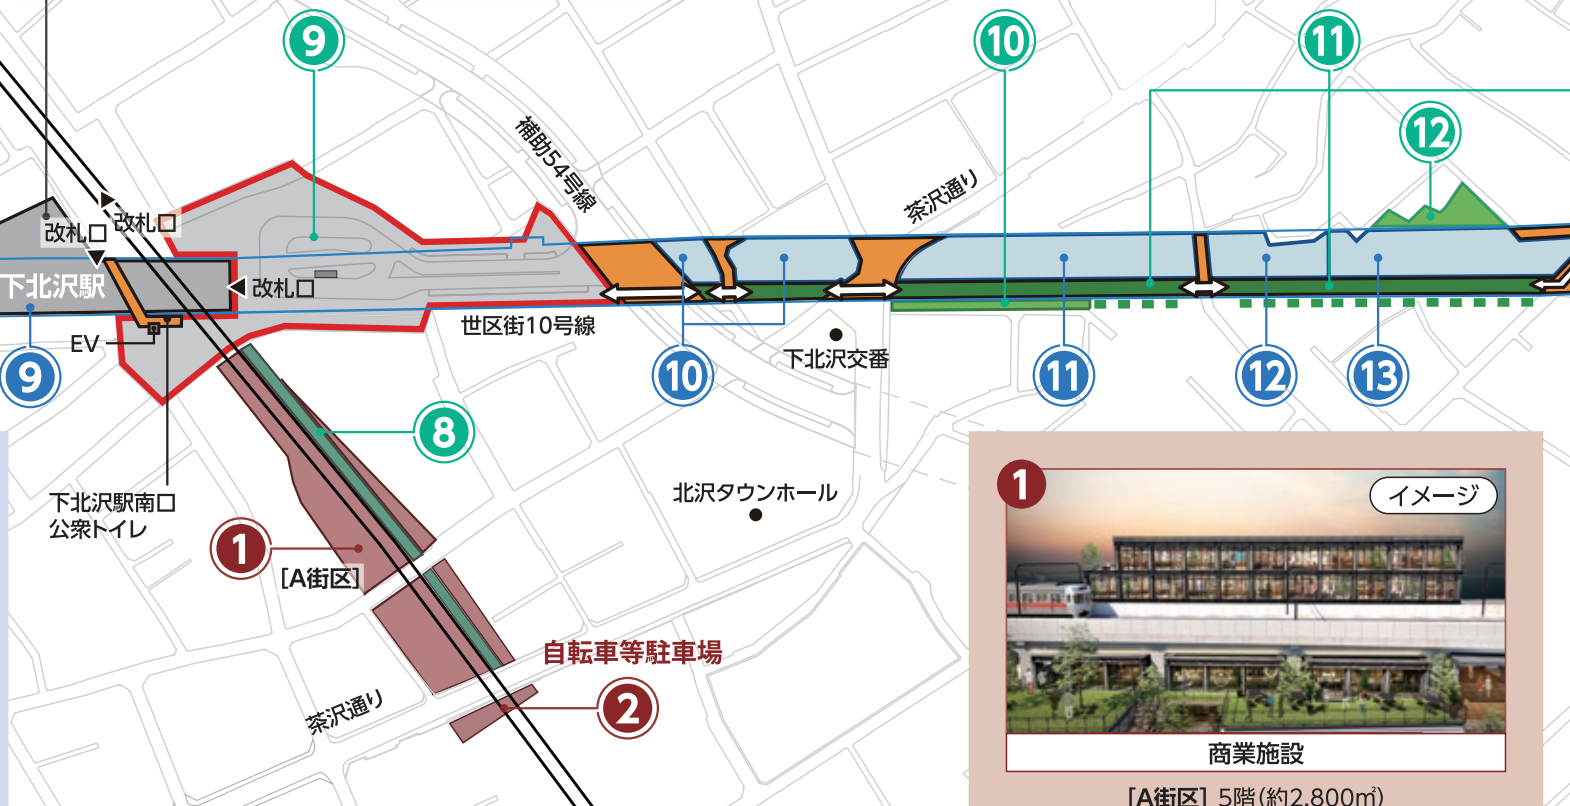 9
10
11
12
補助54号線
茶沢通り
改札口
改札口
下北沢駅
改札口
世区街10号線
EV
9
10
下北沢交番
11
12
13
8
下北沢駅南口
公衆トイレ
北沢タウンホール
1
[A街区]
自転車等駐車場
2
茶沢通り
1
イメージ
商業施設
[A街区] 5階(約2,800㎡)